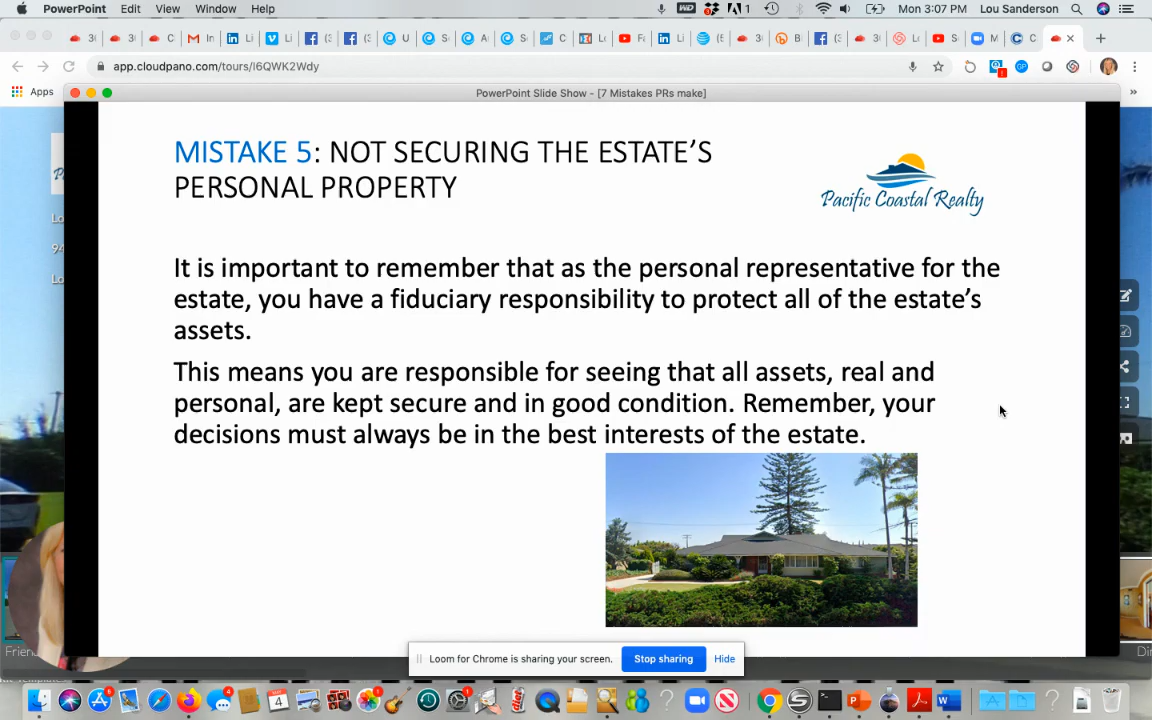 PowerPoint Edit View Window Help
Mon 3:07 PM Lou Sanderson
app.cloudpano.com/tours/l6QWK2Wdy
Apps
PowerPoint Slide Show - [7 Mistakes PRs make]
MISTAKE 5: NOT SECURING THE ESTATE'S
PERSONAL PROPERTY
Pacific Coastal Realty
It is important to remember that as the personal representative for the
estate, you have a fiduciary responsibility to protect all of the estate's
assets.
This means you are responsible for seeing that all assets, real and
personal, are kept secure and in good condition. Remember, your
decisions must always be in the best interests of the estate.
Loom for Chrome is sharing your screen. Stop sharing Hide